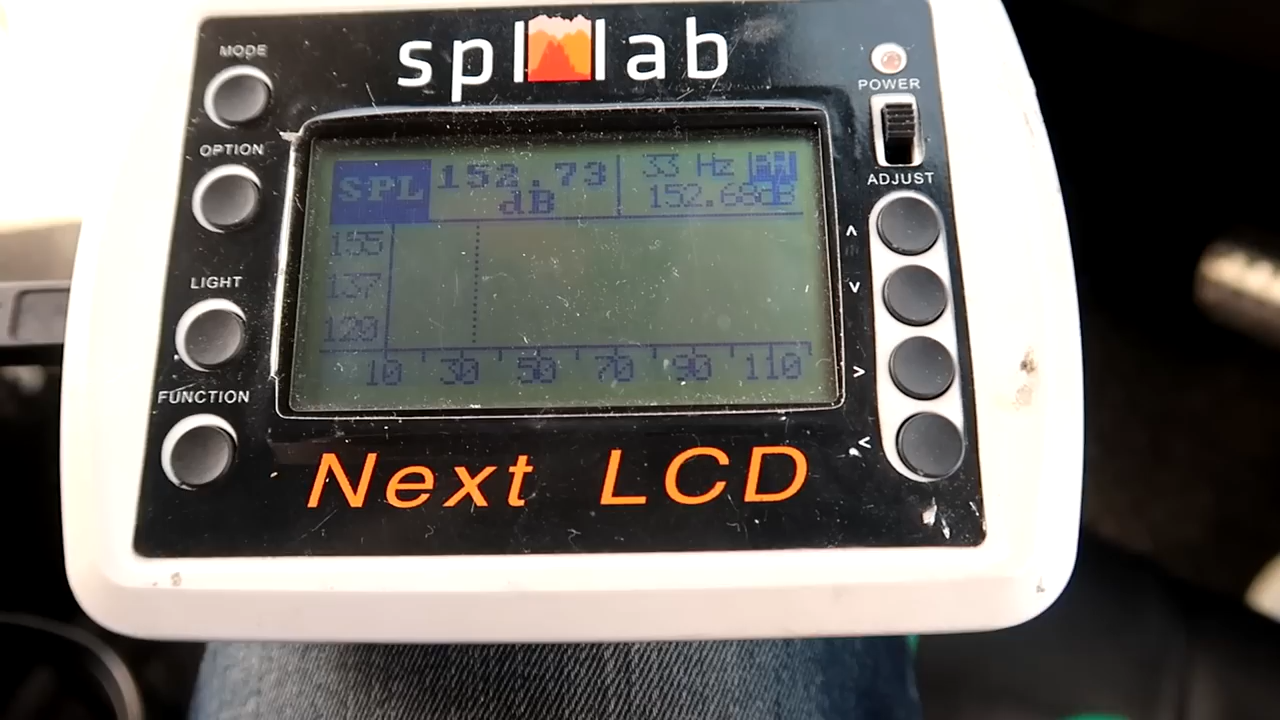 spl lab
MODE
OPTION
LIGHT
FUNCTION
POWER
ADJUST
SPL 152.73 dB
33 Hz
152.68dB
155
137
120
10 30 50 70 90 110
^
v
>
<
Next LCD